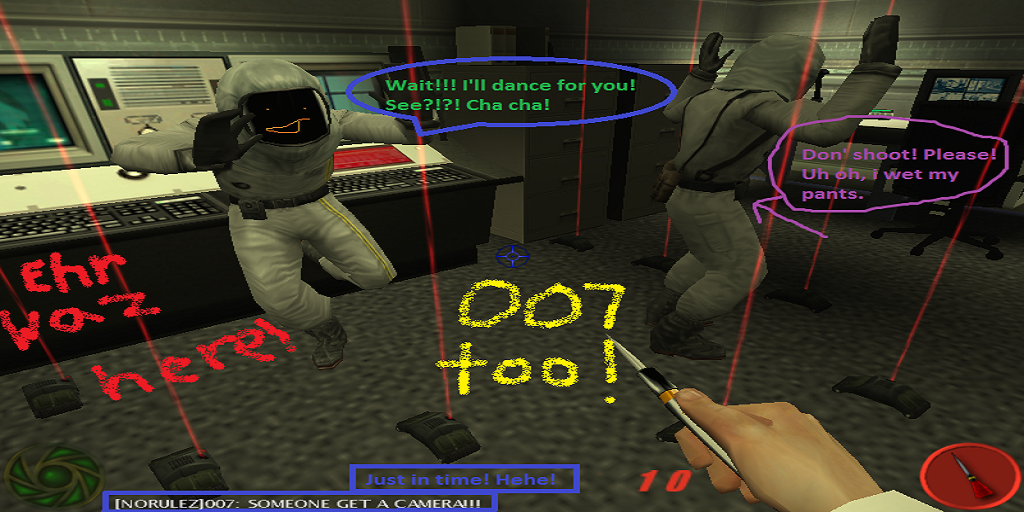 Wait!!! I'll dance for you!
See?!?! Cha cha!
Don' shoot! Please!
Uh oh, i wet my
pants.
Ehr
waz
here!
007
too!
Just in time! Hehe!
10
[NORULEZ]007: SOMEONE GET A CAMERA!!!